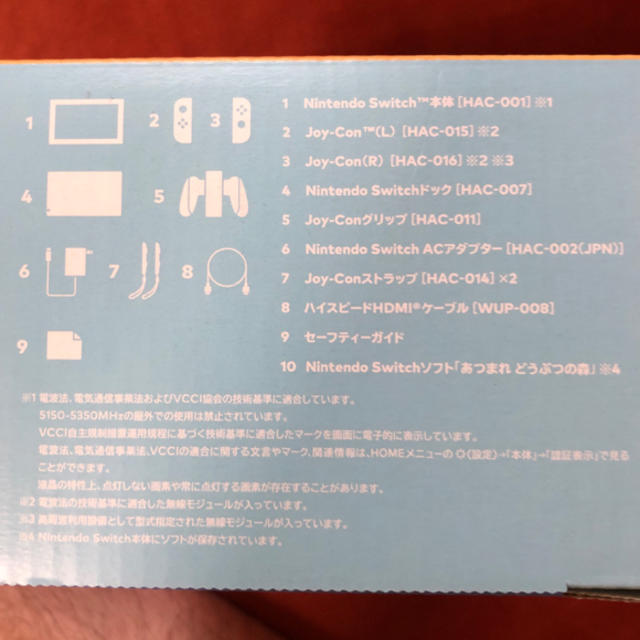 1
2
3
4
5
6
7
8
9
1 Nintendo Switch™本体[HAC-001]※1
2 Joy-Con™(L)[HAC-015]※2
3 Joy-Con(R)[HAC-016]※2 ※3
4 Nintendo Switchドック[HAC-007]
5 Joy-Conグリップ[HAC-011]
6 Nintendo Switch ACアダプター[HAC-002(JPN)]
7 Joy-Conストラップ[HAC-014]×2
8 ハイスピードHDMI®ケーブル[WUP-008]
9 セーフティーガイド
10 Nintendo Switchソフト「あつまれ どうぶつの森」※4
※1 電波法、電気通信事業法およびVCCI協会の技術基準に適合しています。
5150-5350MHzの屋外での使用は禁止されています。
VCCI自主規制措置運用規程に基づく技術基準に適合したマークを画面に電子的に表示しています。
電波法、電気通信事業法、VCCIの適合に関する文言やマーク、関連情報は、HOMEメニューの (設定)→「本体」→「認証表示」で見る
ことができます。
液晶の特性上、点灯しない画素や常に点灯する画素が存在することがあります。
※2 電波法の技術基準に適合した無線モジュールが入っています。
※3 高周波利用設備として型式指定された無線モジュールが入っています。
※4 Nintendo Switch本体にソフトが保存されています。